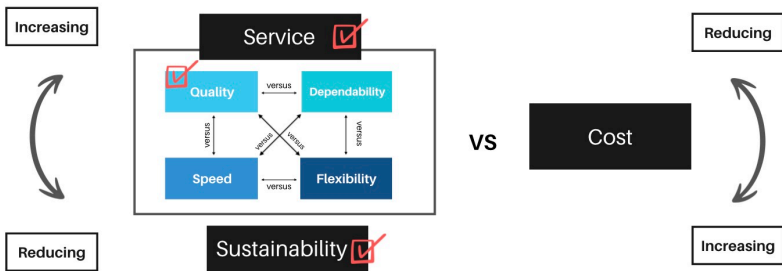 Increasing
Service
Reducing
Quality
versus
Dependability
versus
versus
versus
versus
VS
Cost
Speed
versus
Flexibility
Reducing
Sustainability
Increasing